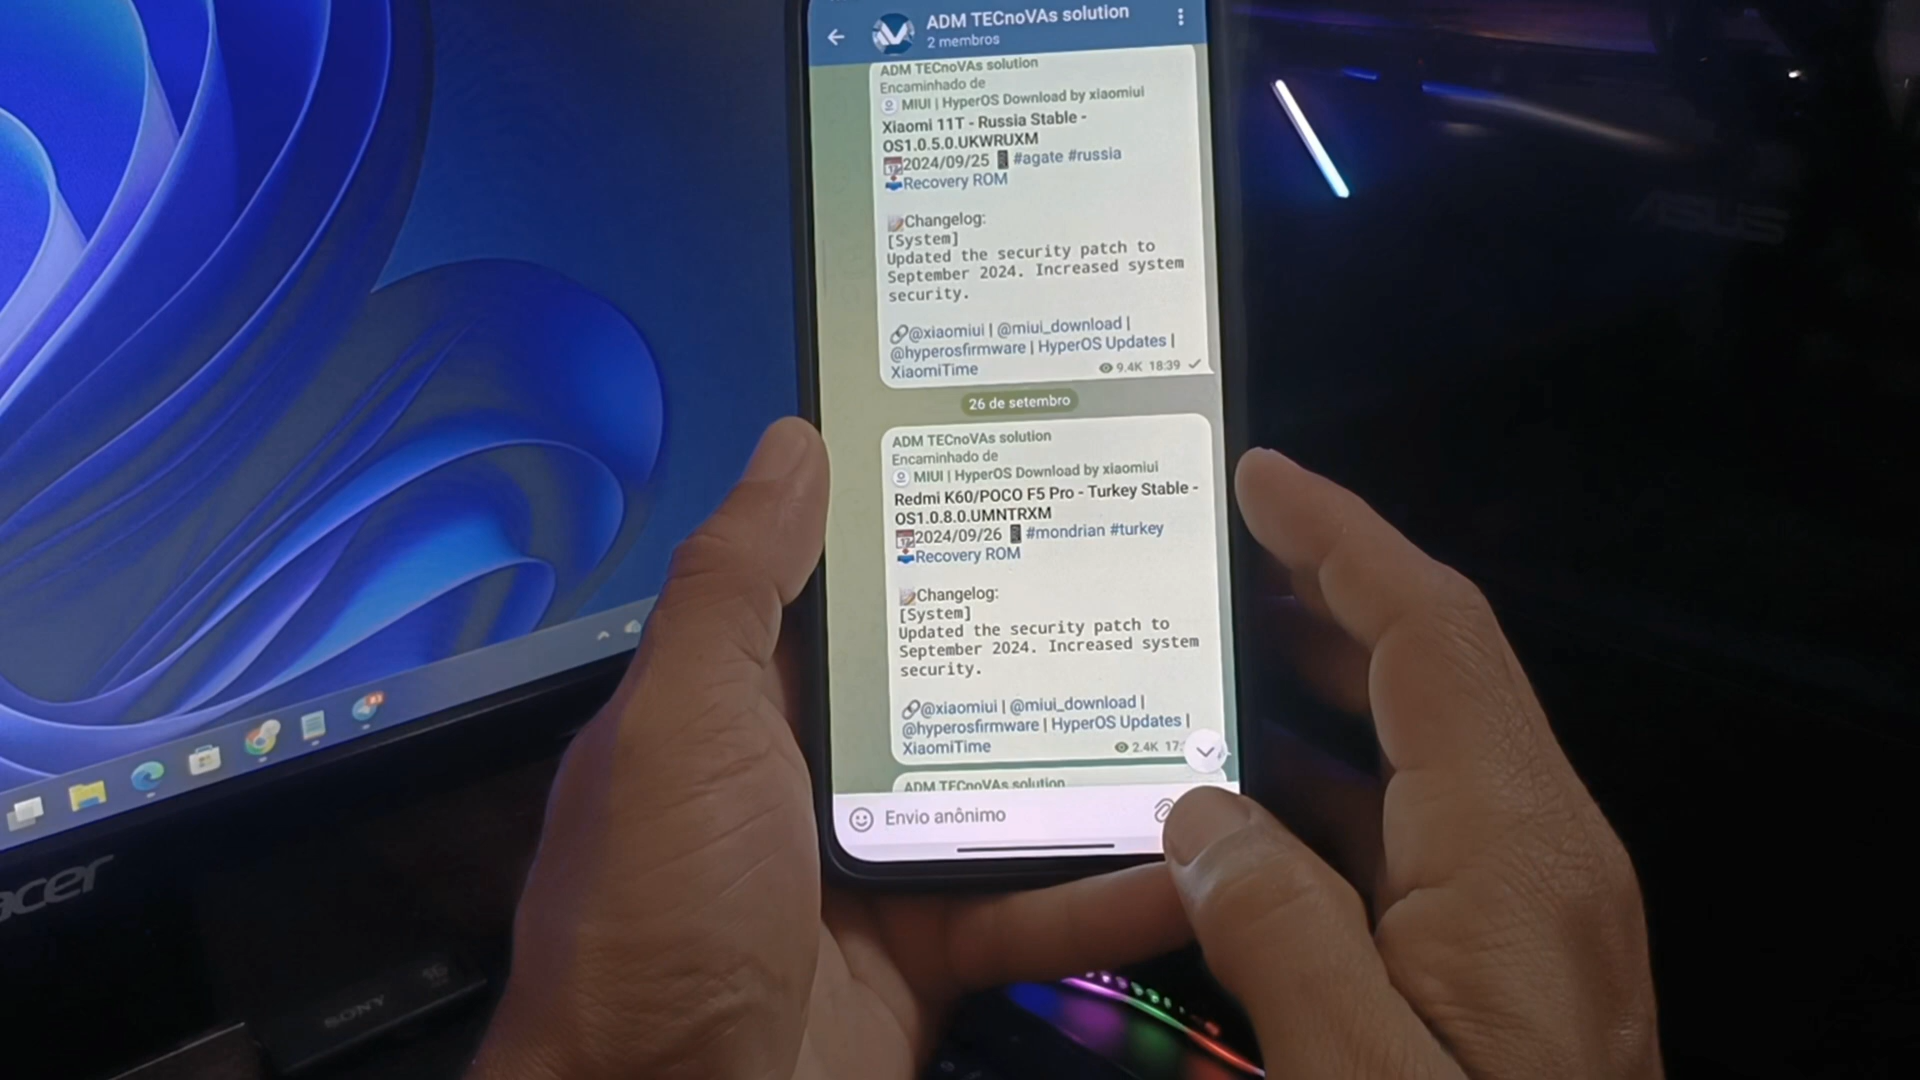 ADM TECnoVAs solution
2 membros
ADM TECnoVAs solution
Encaminhado de
MIUI | HyperOS Download by xiaomiui
Xiaomi 11T - Russia Stable -
OS1.0.5.0.UKWRUXM
2024/09/25 #agate #russia
Recovery ROM
Changelog:
[System]
Updated the security patch to
September 2024. Increased system
security.
@xiaomiui | @miui_download |
@hyperosfirmware | HyperOS Updates |
XiaomiTime
9.4K 18:39
26 de setembro
ADM TECnoVAs solution
Encaminhado de
MIUI | HyperOS Download by xiaomiui
Redmi K60/POCO F5 Pro - Turkey Stable -
OS1.0.8.0.UMNTRXM
2024/09/26 #mondrian #turkey
Recovery ROM
Changelog:
[System]
Updated the security patch to
September 2024. Increased system
security.
@xiaomiui | @miui_download |
@hyperosfirmware | HyperOS Updates |
XiaomiTime
2.4K 17:
ADM TECnoVAs solution
Envio anônimo
acer
SONY
ASUS